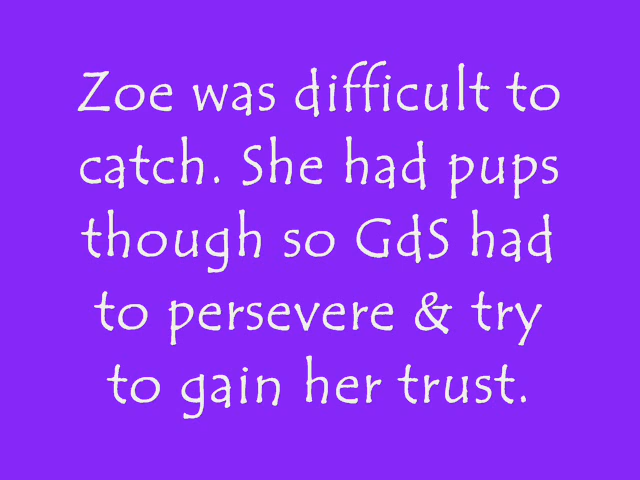 Zoe was difficult to
catch. She had pups
though so GdS had
to persevere & try
to gain her trust.